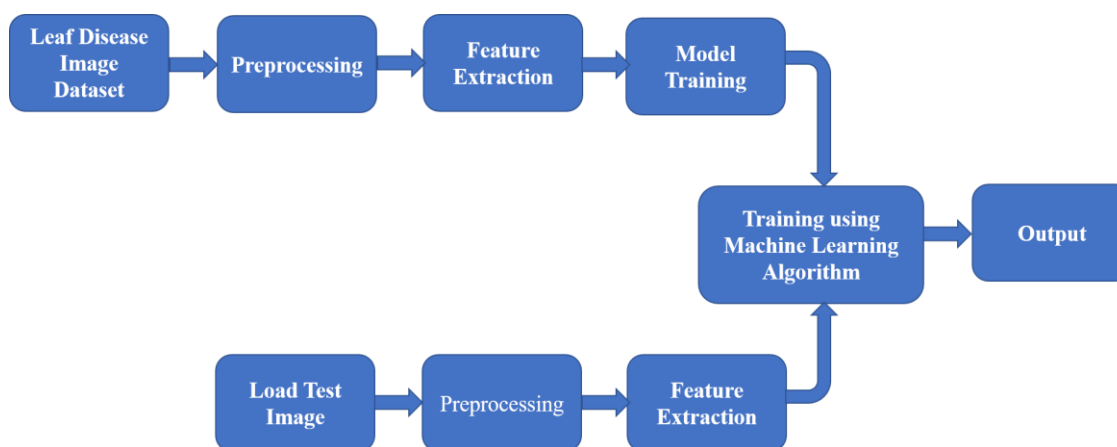 Leaf Disease
Image
Dataset
Preprocessing
Feature
Extraction
Model
Training
Training using
Machine Learning
Algorithm
Output
Load Test
Image
Preprocessing
Feature
Extraction